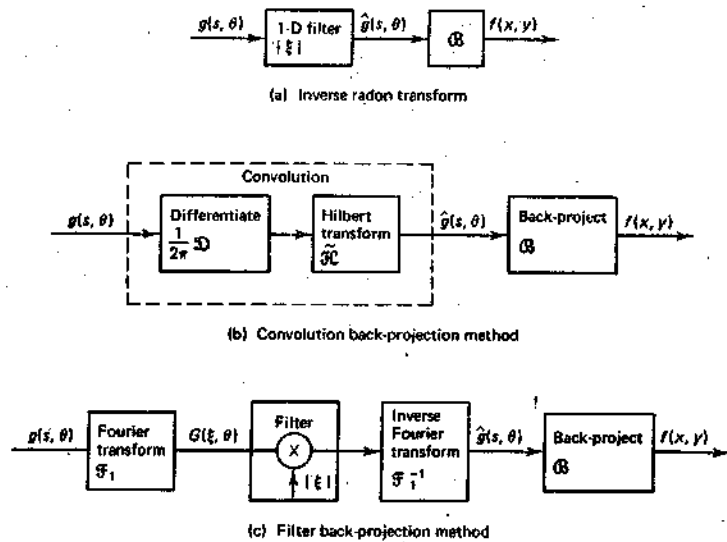 g(s, θ)
1-D filter
|ξ|
ĝ(s, θ)
ℬ
f(x, y)
(a) Inverse radon transform
Convolution
g(s, θ)
Differentiate
1/2π 𝔇
Hilbert
transform
ℋ̃
ĝ(s, θ)
Back-project
ℬ
f(x, y)
(b) Convolution back-projection method
g(s, θ)
Fourier
transform
ℱ₁
G(ξ, θ)
Filter
X
|ξ|
Inverse
Fourier
transform
ℱ₁⁻¹
ĝ(s, θ)
Back-project
ℬ
f(x, y)
(c) Filter back-projection method